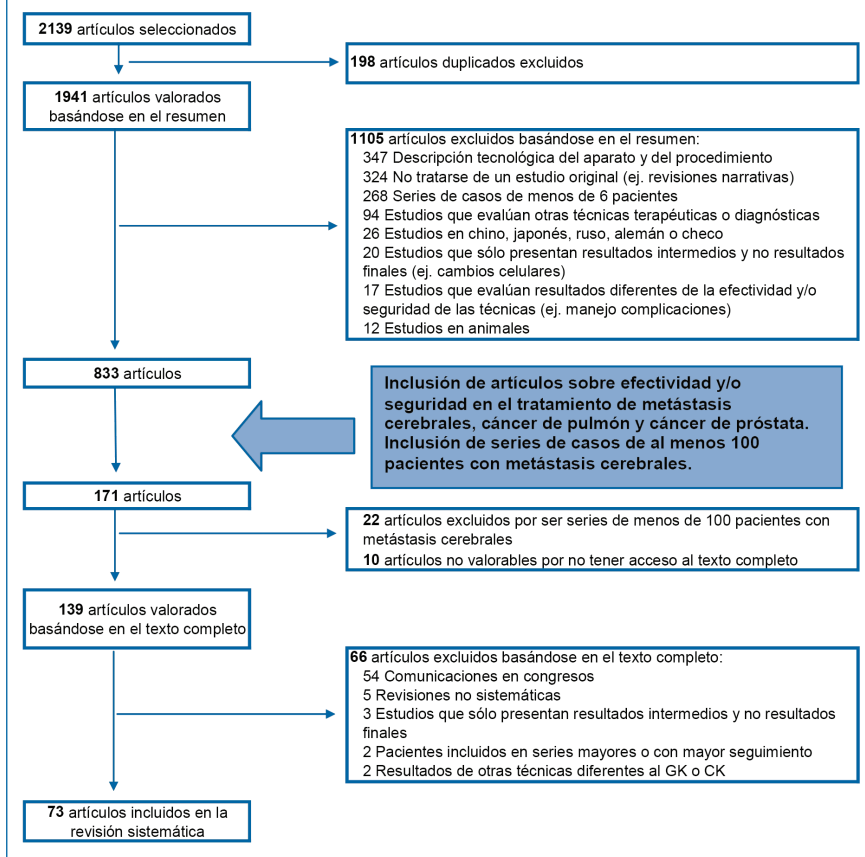 2139 artículos seleccionados
198 artículos duplicados excluidos
1941 artículos valorados
basándose en el resumen
1105 artículos excluidos basándose en el resumen:
347 Descripción tecnológica del aparato y del procedimiento
324 No tratarse de un estudio original (ej. revisiones narrativas)
268 Series de casos de menos de 6 pacientes
94 Estudios que evalúan otras técnicas terapéuticas o diagnósticas
26 Estudios en chino, japonés, ruso, alemán o checo
20 Estudios que sólo presentan resultados intermedios y no resultados
finales (ej. cambios celulares)
17 Estudios que evalúan resultados diferentes de la efectividad y/o
seguridad de las técnicas (ej. manejo complicaciones)
12 Estudios en animales
833 artículos
Inclusión de artículos sobre efectividad y/o
seguridad en el tratamiento de metástasis
cerebrales, cáncer de pulmón y cáncer de próstata.
Inclusión de series de casos de al menos 100
pacientes con metástasis cerebrales.
171 artículos
22 artículos excluidos por ser series de menos de 100 pacientes con
metástasis cerebrales
10 artículos no valorables por no tener acceso al texto completo
139 artículos valorados
basándose en el texto completo
66 artículos excluidos basándose en el texto completo:
54 Comunicaciones en congresos
5 Revisiones no sistemáticas
3 Estudios que sólo presentan resultados intermedios y no resultados
finales
2 Pacientes incluidos en series mayores o con mayor seguimiento
2 Resultados de otras técnicas diferentes al GK o CK
73 artículos incluidos en la
revisión sistemática